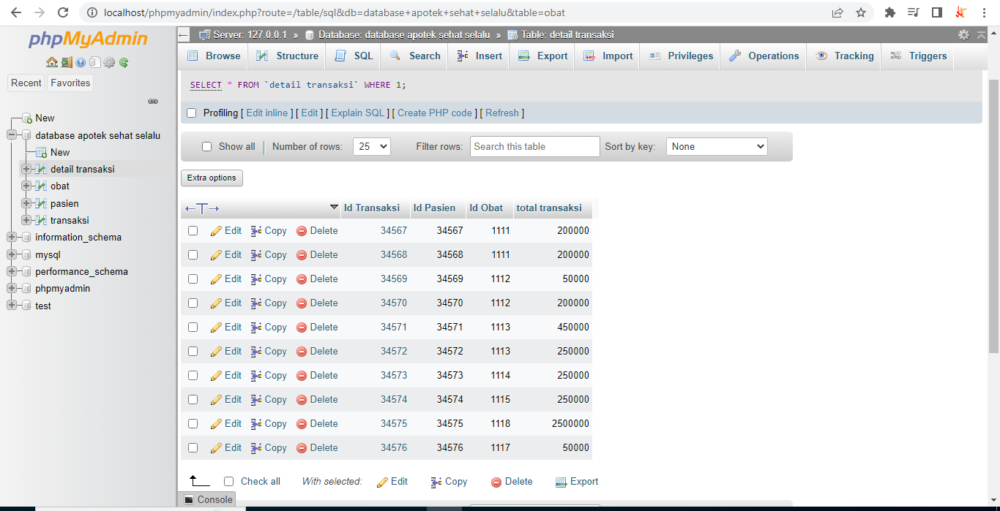 localhost/phpmyadmin/index.php?route=/table/sql&db=database+apotek+sehat+selalu&table=obat
phpMyAdmin
Recent Favorites
New
database apotek sehat selalu
New
detail transaksi
obat
pasien
transaksi
information_schema
mysql
performance_schema
phpmyadmin
test
Server: 127.0.0.1 » Database: database apotek sehat selalu » Table: detail transaksi
Browse Structure SQL Search Insert Export Import Privileges Operations Tracking Triggers
SELECT * FROM `detail transaksi` WHERE 1;
Profiling [ Edit inline ] [ Edit ] [ Explain SQL ] [ Create PHP code ] [ Refresh ]
Show all Number of rows: 25 Filter rows: Search this table Sort by key: None
Extra options
←T→ Id Transaksi Id Pasien Id Obat total transaksi
Edit Copy Delete 34567 34567 1111 200000
Edit Copy Delete 34568 34568 1111 200000
Edit Copy Delete 34569 34569 1112 50000
Edit Copy Delete 34570 34570 1112 200000
Edit Copy Delete 34571 34571 1113 450000
Edit Copy Delete 34572 34572 1113 250000
Edit Copy Delete 34573 34573 1114 250000
Edit Copy Delete 34574 34574 1115 250000
Edit Copy Delete 34575 34575 1118 2500000
Edit Copy Delete 34576 34576 1117 50000
Check all With selected: Edit Copy Delete Export
Console